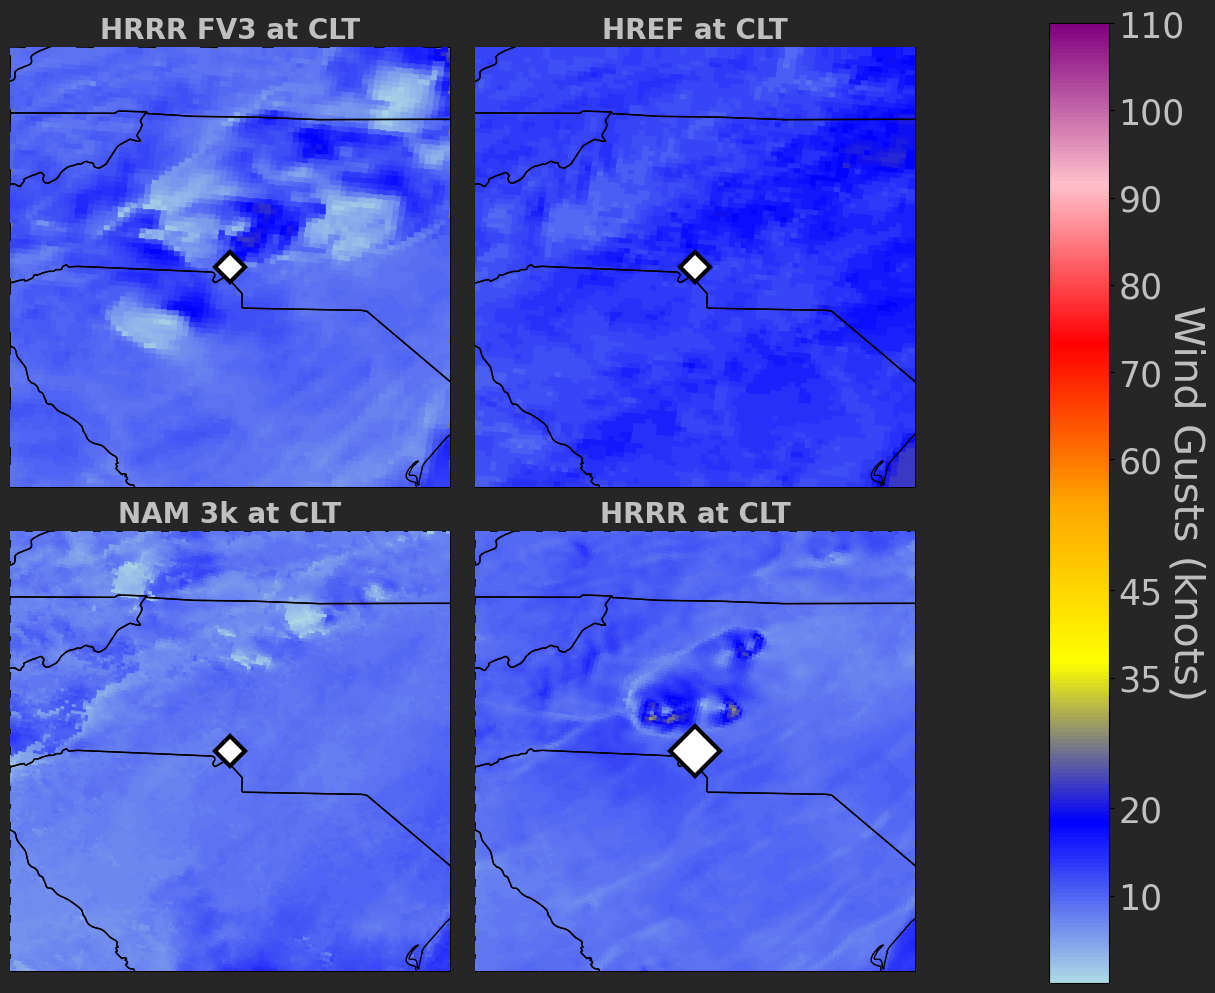 HRRR FV3 at CLT
HREF at CLT
NAM 3k at CLT
HRRR at CLT
110
100
90
80
70
60
45
35
20
10
Wind Gusts (knots)